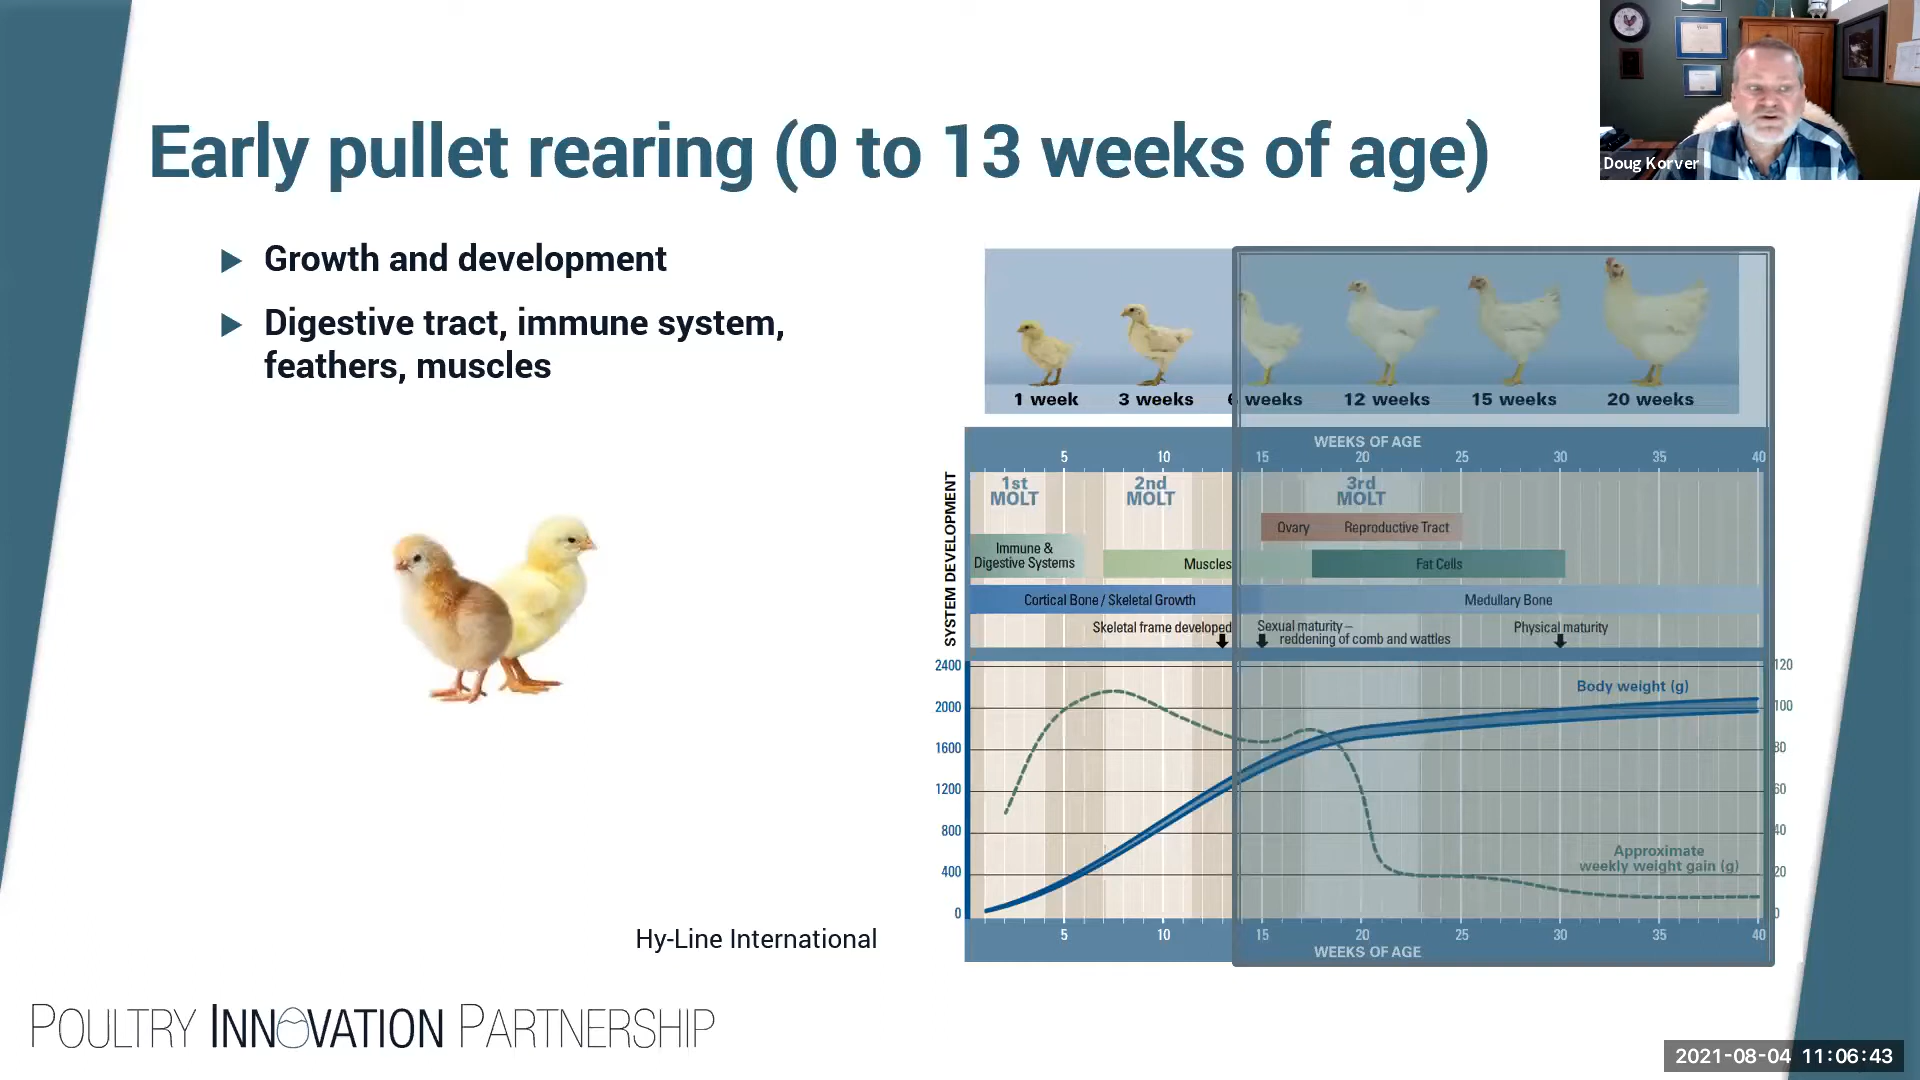 Early pullet rearing (0 to 13 weeks of age)
Doug Korver
Growth and development
Digestive tract, immune system,
feathers, muscles
1 week 3 weeks 6 weeks 12 weeks 15 weeks 20 weeks
WEEKS OF AGE
5 10 15 20 25 30 35 40
SYSTEM DEVELOPMENT
1st MOLT
2nd MOLT
3rd MOLT
Ovary Reproductive Tract
Immune &
Digestive Systems
Muscles
Fat Cells
Cortical Bone / Skeletal Growth
Medullary Bone
Skeletal frame developed
Sexual maturity –
reddening of comb and wattles
Physical maturity
2400
2000
1600
1200
800
400
0
120
100
80
60
40
20
0
Body weight (g)
Approximate
weekly weight gain (g)
5 10 15 20 25 30 35 40
WEEKS OF AGE
Hy-Line International
POULTRY INNOVATION PARTNERSHIP
2021-08-04 11:06:43